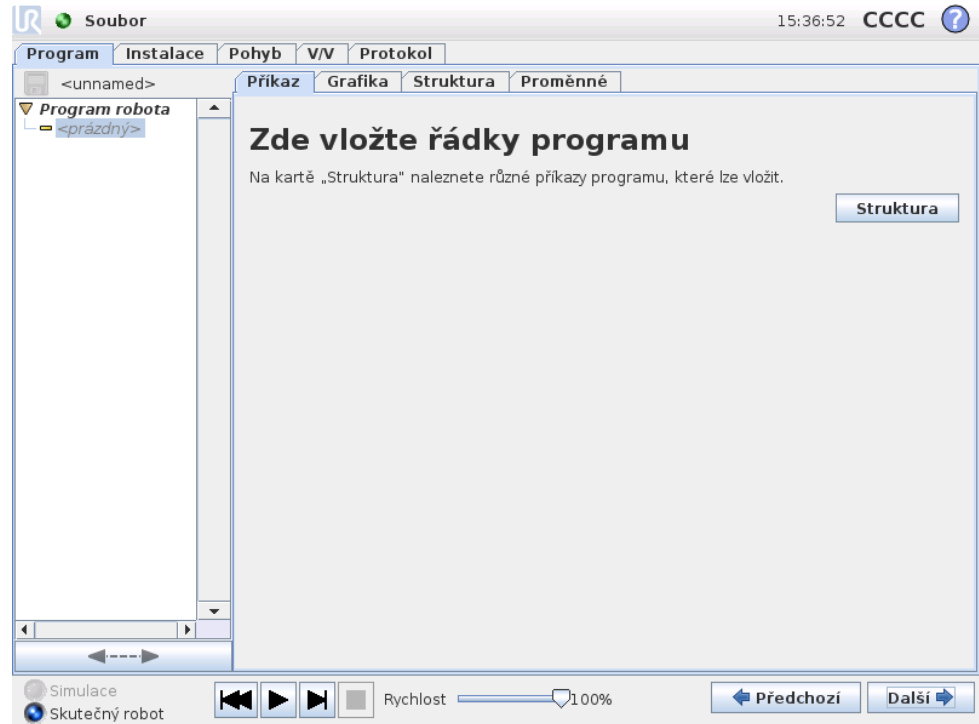 UR Soubor 15:36:52 CCCC ?
Program Instalace Pohyb V/V Protokol
<unnamed>
Příkaz Grafika Struktura Proměnné
Program robota
<prázdný>
Zde vložte řádky programu
Na kartě „Struktura" naleznete různé příkazy programu, které lze vložit.
Struktura
Simulace
Skutečný robot
Rychlost 100%
Předchozí Další